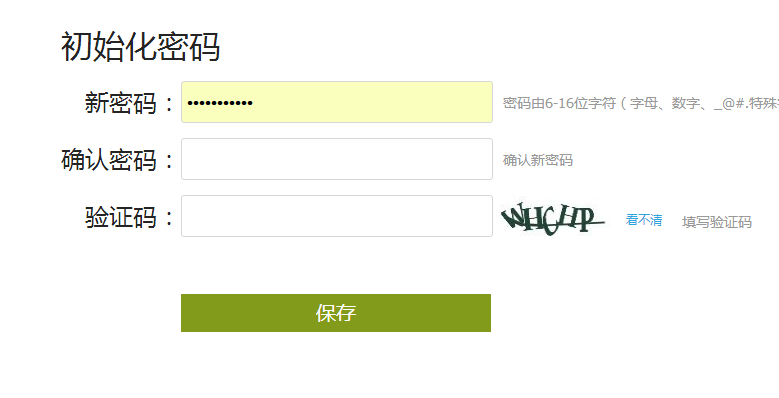 初始化密码
新密码： ••••••••••• 密码由6-16位字符（字母、数字、_@#.特殊
确认密码： 确认新密码
验证码： WHCHP 看不清 填写验证码
保存